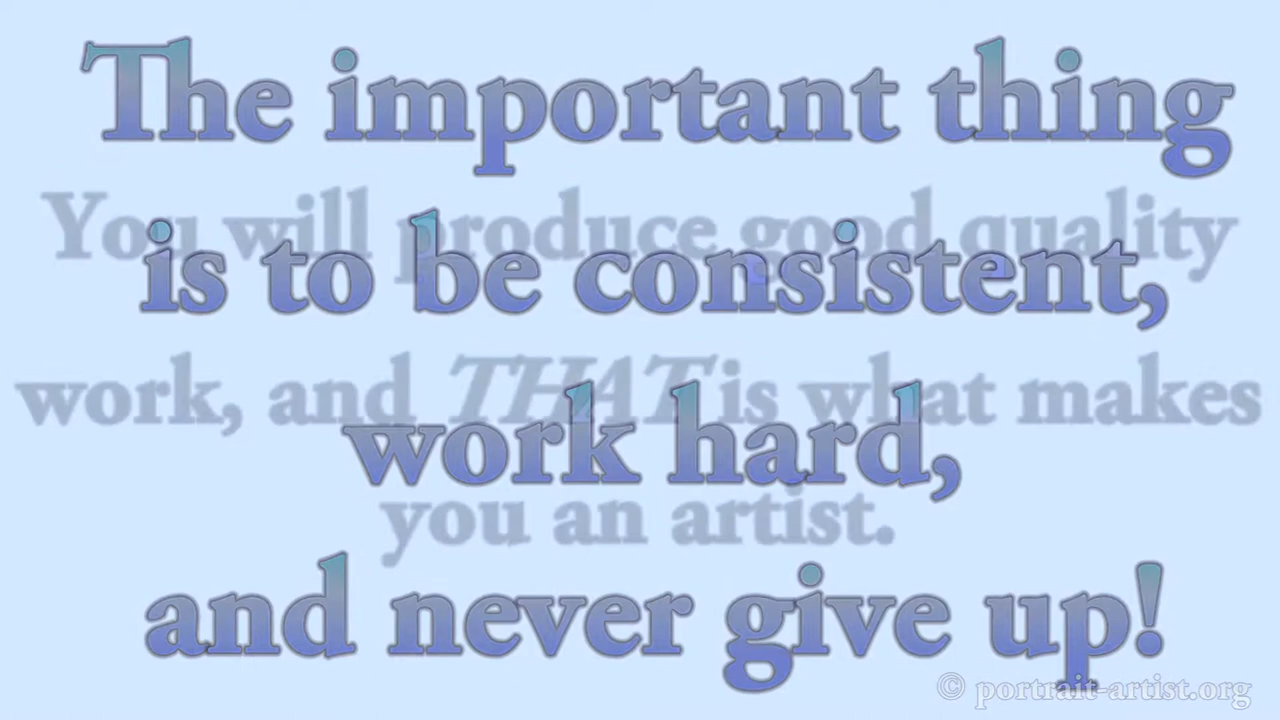 The important thing
You will produce good quality
is to be consistent,
work, and THAT is what makes
work hard,
you an artist.
and never give up!
© portrait-artist.org